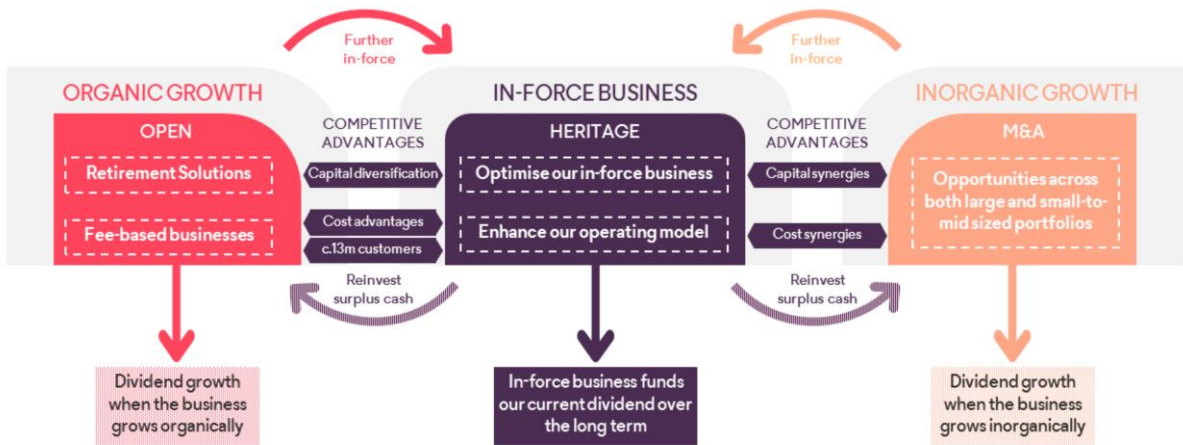 Further
in-force
Further
in-force
ORGANIC GROWTH
OPEN
Retirement Solutions
Fee-based businesses
COMPETITIVE
ADVANTAGES
Capital diversification
Cost advantages
c.13m customers
IN-FORCE BUSINESS
HERITAGE
Optimise our in-force business
Enhance our operating model
COMPETITIVE
ADVANTAGES
Capital synergies
Cost synergies
INORGANIC GROWTH
M&A
Opportunities across
both large and small-to-
mid sized portfolios
Reinvest
surplus cash
Reinvest
surplus cash
Dividend growth
when the business
grows organically
In-force business funds
our current dividend over
the long term
Dividend growth
when the business
grows inorganically